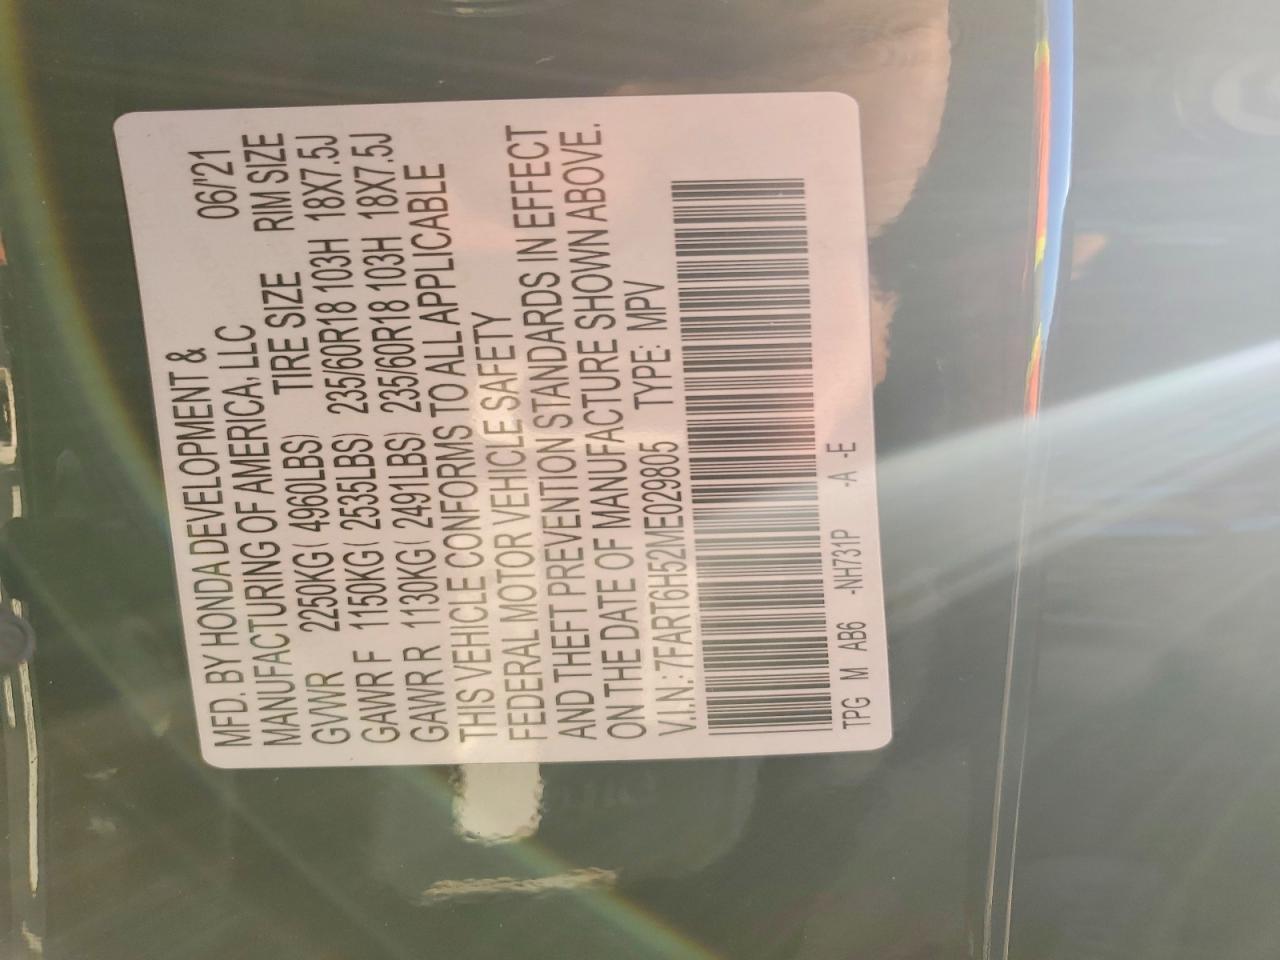 MFD. BY HONDA DEVELOPMENT &
MANUFACTURING OF AMERICA, LLC 06/'21
GVWR 2250KG( 4960LBS) TIRE SIZE RIM SIZE
GAWR F 1150KG( 2535LBS) 235/60R18 103H 18X7.5J
GAWR R 1130KG( 2491LBS) 235/60R18 103H 18X7.5J
THIS VEHICLE CONFORMS TO ALL APPLICABLE
FEDERAL MOTOR VEHICLE SAFETY
AND THEFT PREVENTION STANDARDS IN EFFECT
ON THE DATE OF MANUFACTURE SHOWN ABOVE.
V.I.N.: 7FART6H52ME029805 TYPE: MPV
TPG M AB6 -NH731P -A -E